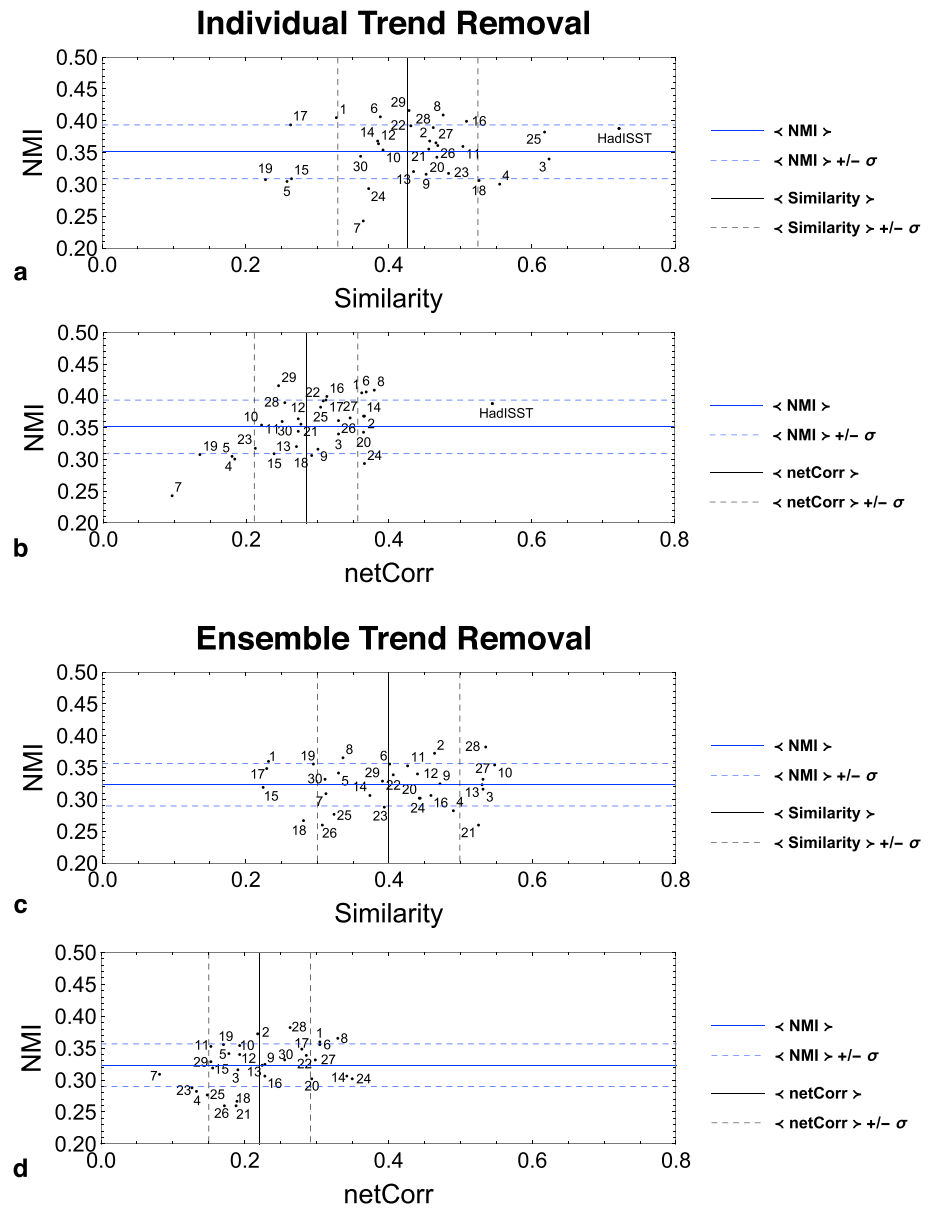 Individual Trend Removal
0.50
0.45
0.40
0.35
0.30
0.25
0.20
NMI
17 1 6 29 8
14 12 22 28 2 27 16 25 HadISST
30 10 21 26 11 3
19 15 13 20 23 4
5 24 9 18
7
0.0 0.2 0.4 0.6 0.8
Similarity
a
≺ NMI ≻
≺ NMI ≻ +/− σ
≺ Similarity ≻
≺ Similarity ≻ +/− σ
0.50
0.45
0.40
0.35
0.30
0.25
0.20
NMI
29 16 1 6 8
28 22 17 27 14 HadISST
10 12 25 2
11 30 21 26
23 13 3 20
19 5 4 15 18 9 24
7
0.0 0.2 0.4 0.6 0.8
netCorr
b
≺ NMI ≻
≺ NMI ≻ +/− σ
≺ netCorr ≻
≺ netCorr ≻ +/− σ
Ensemble Trend Removal
0.50
0.45
0.40
0.35
0.30
0.25
0.20
NMI
1 19 8 6 2 28
17 30 5 29 11 12 27 10
15 7 14 22 20 9 13 3
18 25 23 24 16 4
26 21
0.0 0.2 0.4 0.6 0.8
Similarity
c
≺ NMI ≻
≺ NMI ≻ +/− σ
≺ Similarity ≻
≺ Similarity ≻ +/− σ
0.50
0.45
0.40
0.35
0.30
0.25
0.20
NMI
19 2 28 1 8
11 10 17 6
29 5 12 9 30 22 27
7 15 3 13 16 20 14 24
23 4 25 18
26 21
0.0 0.2 0.4 0.6 0.8
netCorr
d
≺ NMI ≻
≺ NMI ≻ +/− σ
≺ netCorr ≻
≺ netCorr ≻ +/− σ